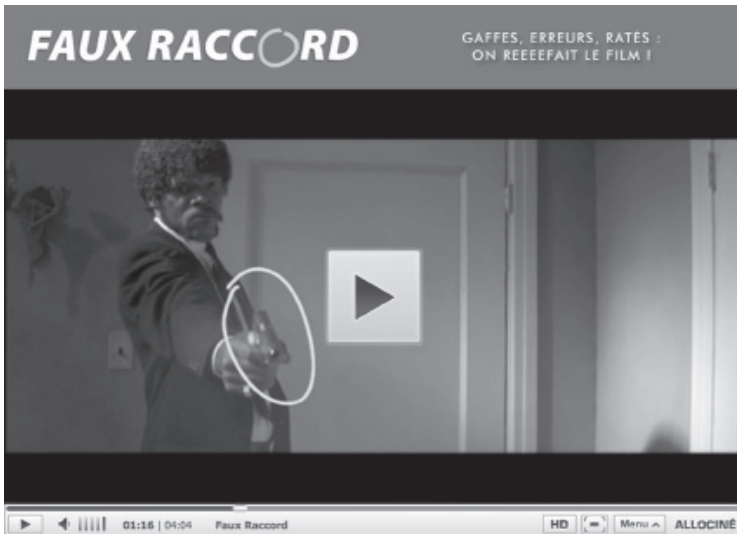 FAUX RACCORD
GAFFES, ERREURS, RATÉS :
ON REEEEFAIT LE FILM !
01:16 | 04:04 Faux Raccord HD Menu ALLOCINÉ